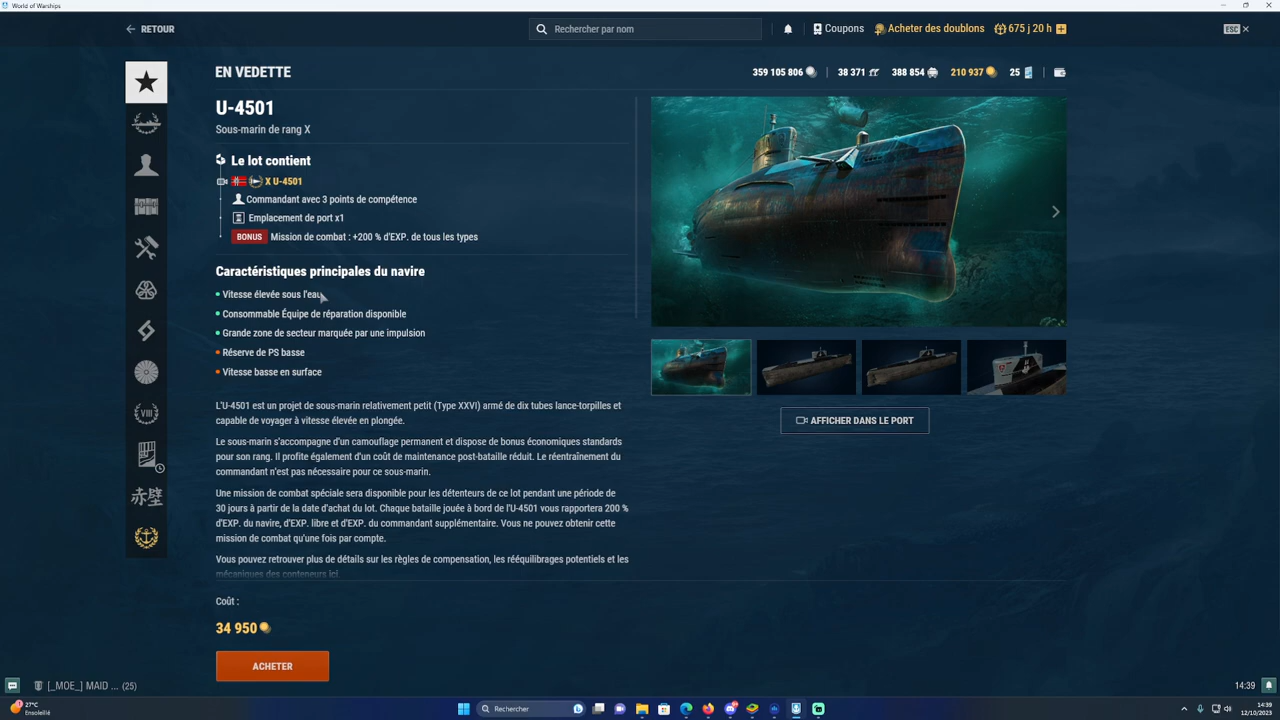 World of Warships
RETOUR
Rechercher par nom
Coupons
Acheter des doublons
675 j 20 h
ESC
EN VEDETTE
359 105 806
38 371
388 854
210 937
25
U-4501
Sous-marin de rang X
Le lot contient
X U-4501
Commandant avec 3 points de compétence
Emplacement de port x1
BONUS Mission de combat : +200 % d'EXP. de tous les types
Caractéristiques principales du navire
Vitesse élevée sous l'eau
Consommable Équipe de réparation disponible
Grande zone de secteur marquée par une impulsion
Réserve de PS basse
Vitesse basse en surface
L'U-4501 est un projet de sous-marin relativement petit (Type XXVI) armé de dix tubes lance-torpilles et
capable de voyager à vitesse élevée en plongée.
Le sous-marin s'accompagne d'un camouflage permanent et dispose de bonus économiques standards
pour son rang. Il profite également d'un coût de maintenance post-bataille réduit. Le réentraînement du
commandant n'est pas nécessaire pour ce sous-marin.
Une mission de combat spéciale sera disponible pour les détenteurs de ce lot pendant une période de
30 jours à partir de la date d'achat du lot. Chaque bataille jouée à bord de l'U-4501 vous rapportera 200 %
d'EXP. du navire, d'EXP. libre et d'EXP. du commandant supplémentaire. Vous ne pouvez obtenir cette
mission de combat qu'une fois par compte.
Vous pouvez retrouver plus de détails sur les règles de compensation, les rééquilibrages potentiels et les
mécaniques des conteneurs ici.
AFFICHER DANS LE PORT
VIII
赤壁
Coût :
34 950
ACHETER
[_MOE_] MAID ... (25)
14:39
27°C
Ensoleillé
Rechercher
14:39
12/10/2023